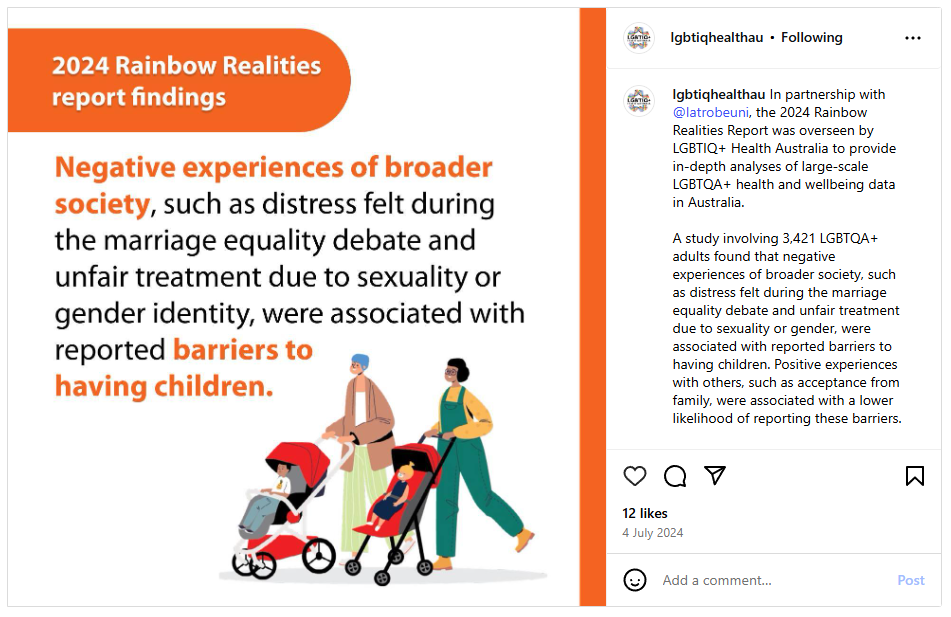 2024 Rainbow Realities
report findings
Negative experiences of broader
society, such as distress felt during
the marriage equality debate and
unfair treatment due to sexuality or
gender identity, were associated with
reported barriers to
having children.
LGBTIQ+
lgbtiqhealthau • Following
LGBTIQ+
lgbtiqhealthau In partnership with
@latrobeuni, the 2024 Rainbow
Realities Report was overseen by
LGBTIQ+ Health Australia to provide
in-depth analyses of large-scale
LGBTQA+ health and wellbeing data
in Australia.
A study involving 3,421 LGBTQA+
adults found that negative
experiences of broader society, such
as distress felt during the marriage
equality debate and unfair treatment
due to sexuality or gender, were
associated with reported barriers to
having children. Positive experiences
with others, such as acceptance from
family, were associated with a lower
likelihood of reporting these barriers.
12 likes
4 July 2024
Add a comment...
Post